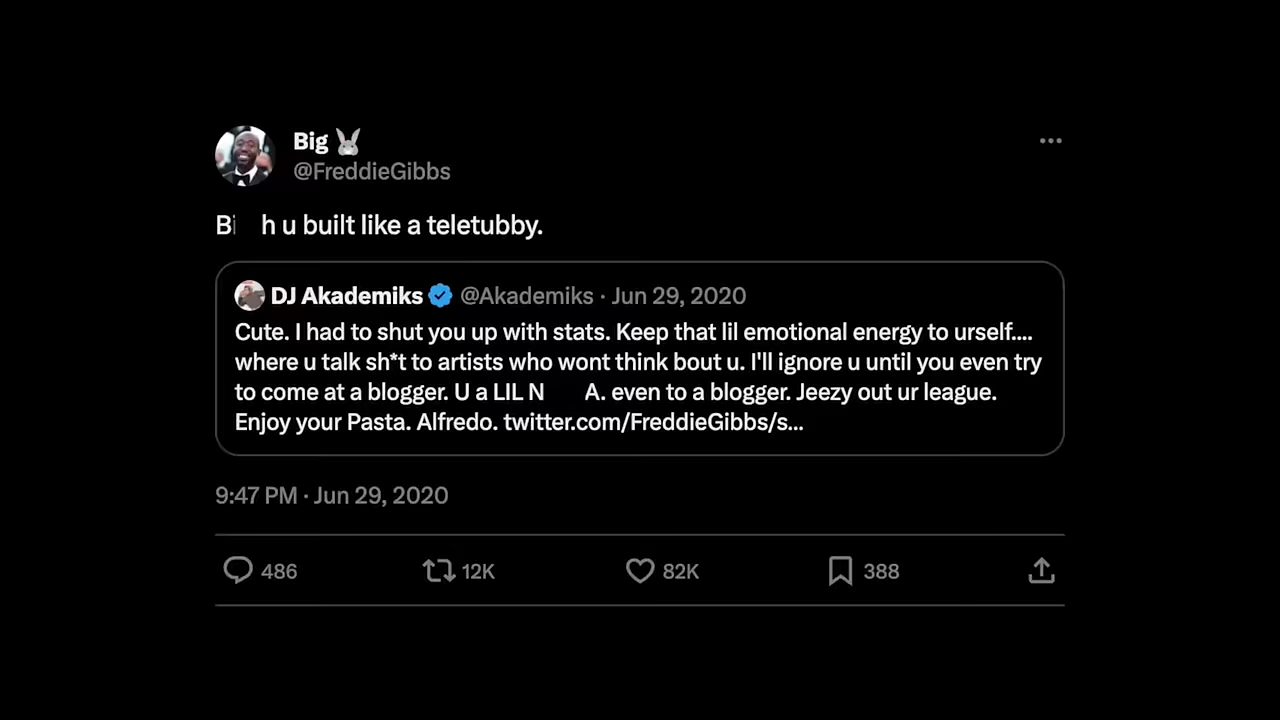 Big 🐰
@FreddieGibbs
Bi h u built like a teletubby.
DJ Akademiks @Akademiks · Jun 29, 2020
Cute. I had to shut you up with stats. Keep that lil emotional energy to urself....
where u talk sh*t to artists who wont think bout u. I'll ignore u until you even try
to come at a blogger. U a LIL N A. even to a blogger. Jeezy out ur league.
Enjoy your Pasta. Alfredo. twitter.com/FreddieGibbs/s...
9:47 PM · Jun 29, 2020
486 12K 82K 388